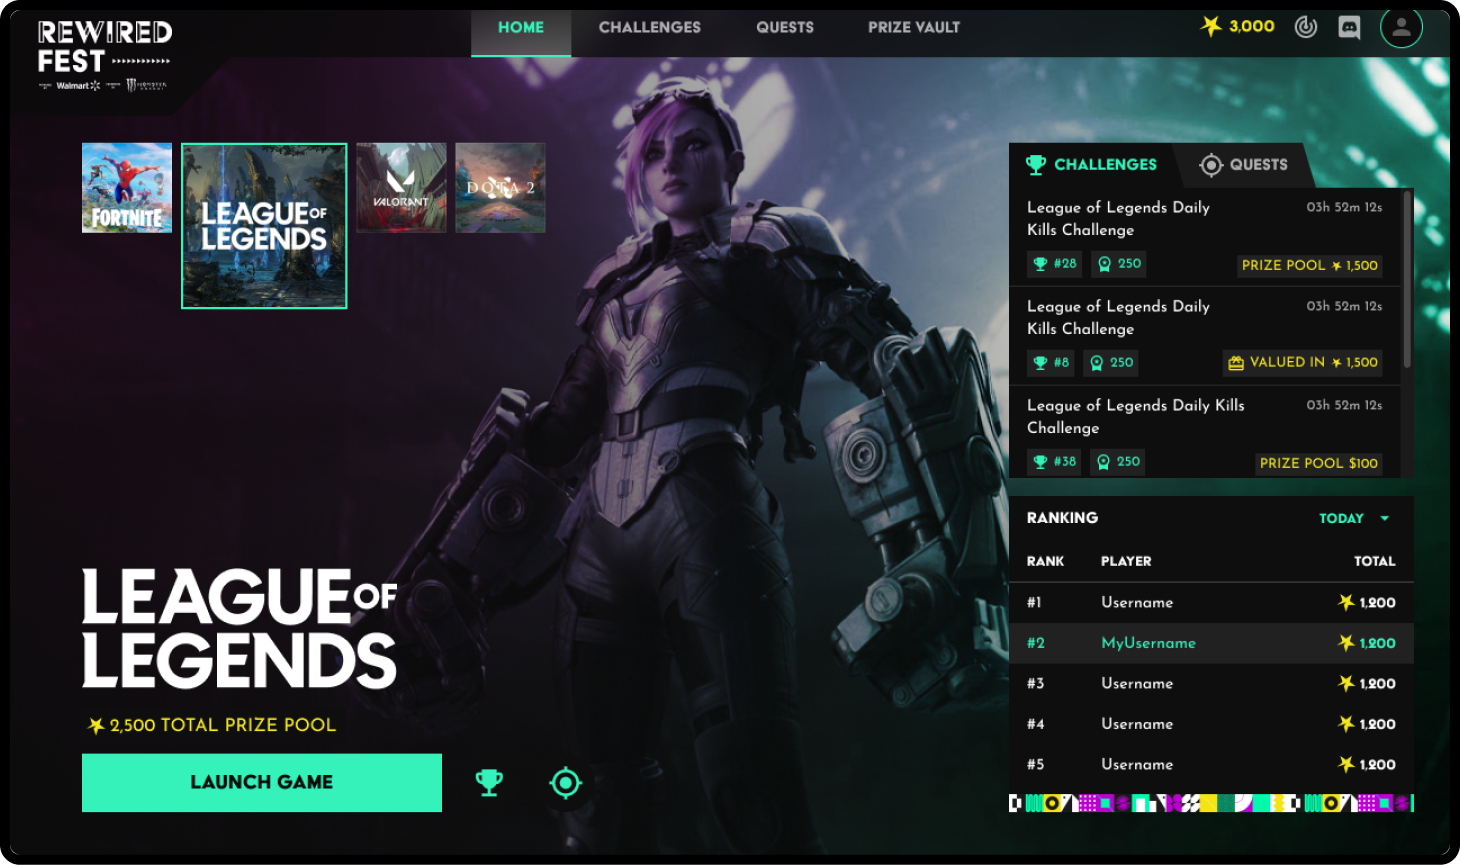 REWIRED
FEST
Walmart
MONSTER
HOME
CHALLENGES
QUESTS
PRIZE VAULT
3,000
FORTNITE
LEAGUE OF
LEGENDS
VALORANT
DOTA 2
LEAGUE OF
LEGENDS
2,500 TOTAL PRIZE POOL
LAUNCH GAME
CHALLENGES
QUESTS
League of Legends Daily
Kills Challenge
03h 52m 12s
#28
250
PRIZE POOL 1,500
League of Legends Daily
Kills Challenge
03h 52m 12s
#8
250
VALUED IN 1,500
League of Legends Daily Kills
Challenge
03h 52m 12s
#38
250
PRIZE POOL $100
RANKING
TODAY
RANK PLAYER TOTAL
#1 Username 1,200
#2 MyUsername 1,200
#3 Username 1,200
#4 Username 1,200
#5 Username 1,200